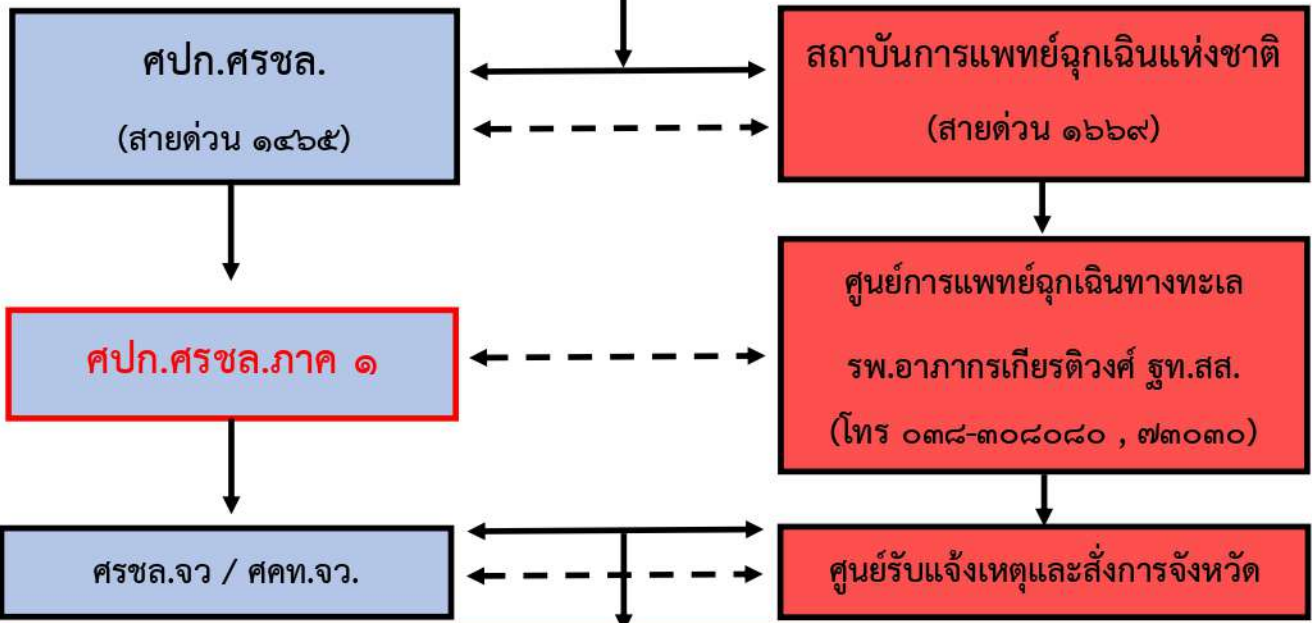 ศปก.ศรชล.
(สายด่วน ๑๔๖๕)
สถาบันการแพทย์ฉุกเฉินแห่งชาติ
(สายด่วน ๑๖๖๙)
ศปก.ศรชล.ภาค ๑
ศูนย์การแพทย์ฉุกเฉินทางทะเล
รพ.อาภากรเกียรติวงศ์ ฐท.สส.
(โทร ๐๓๘-๓๐๘๐๘๐ , ๗๓๐๓๐)
ศรชล.จว / ศคท.จว.
ศูนย์รับแจ้งเหตุและสั่งการจังหวัด